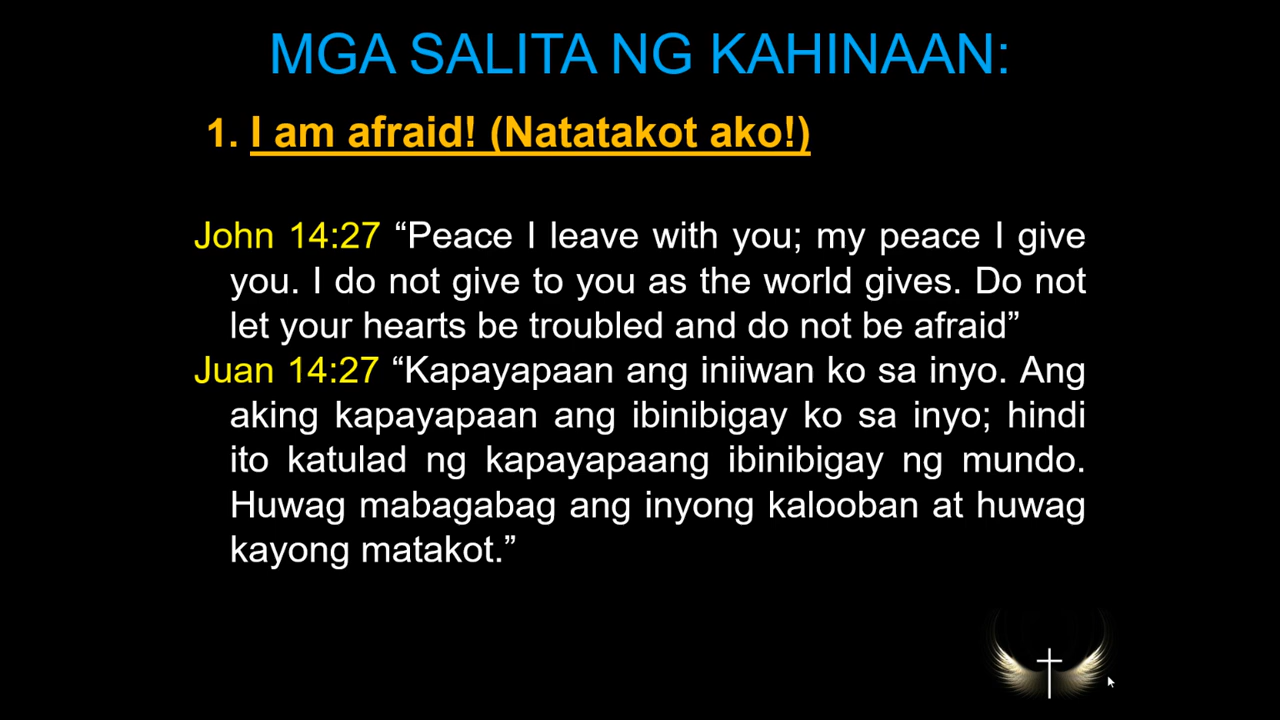 MGA SALITA NG KAHINAAN:
1. I am afraid! (Natatakot ako!)
John 14:27 “Peace I leave with you; my peace I give
you. I do not give to you as the world gives. Do not
let your hearts be troubled and do not be afraid”
Juan 14:27 “Kapayapaan ang iniiwan ko sa inyo. Ang
aking kapayapaan ang ibinibigay ko sa inyo; hindi
ito katulad ng kapayapaang ibinibigay ng mundo.
Huwag mabagabag ang inyong kalooban at huwag
kayong matakot.”